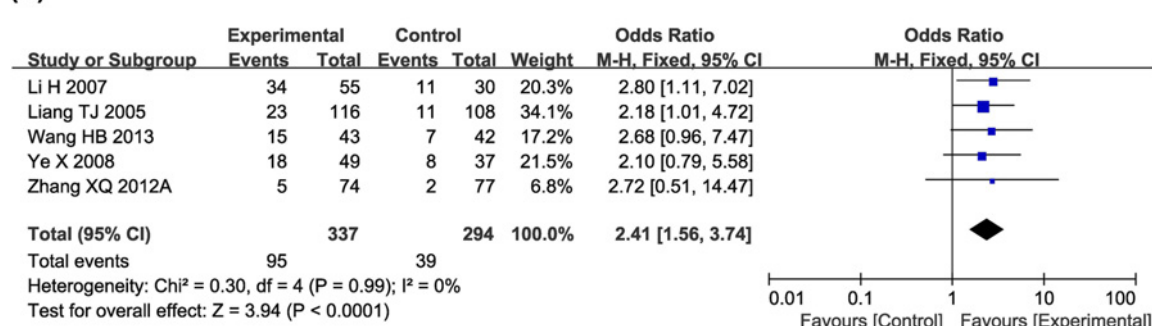 Experimental Control Odds Ratio Odds Ratio
Study or Subgroup Events Total Events Total Weight M-H, Fixed, 95% CI M-H, Fixed, 95% CI
Li H 2007 34 55 11 30 20.3% 2.80 [1.11, 7.02]
Liang TJ 2005 23 116 11 108 34.1% 2.18 [1.01, 4.72]
Wang HB 2013 15 43 7 42 17.2% 2.68 [0.96, 7.47]
Ye X 2008 18 49 8 37 21.5% 2.10 [0.79, 5.58]
Zhang XQ 2012A 5 74 2 77 6.8% 2.72 [0.51, 14.47]
Total (95% CI) 337 294 100.0% 2.41 [1.56, 3.74]
Total events 95 39
Heterogeneity: Chi² = 0.30, df = 4 (P = 0.99); I² = 0%
Test for overall effect: Z = 3.94 (P < 0.0001)
0.01 0.1 1 10 100
Favours [Control] Favours [Experimental]